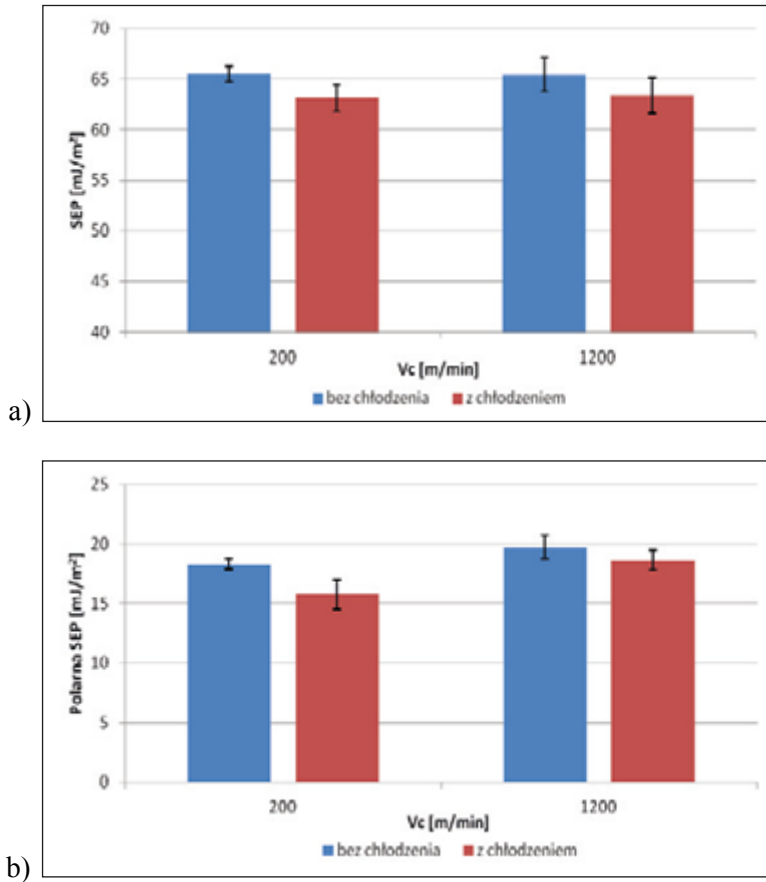 70
65
60
55
50
45
40
SEP [mJ/m²]
200 1200
Vc [m/min]
bez chłodzenia z chłodzeniem
a)
25
20
15
10
5
0
Polarna SEP [mJ/m²]
200 1200
Vc [m/min]
bez chłodzenia z chłodzeniem
b)